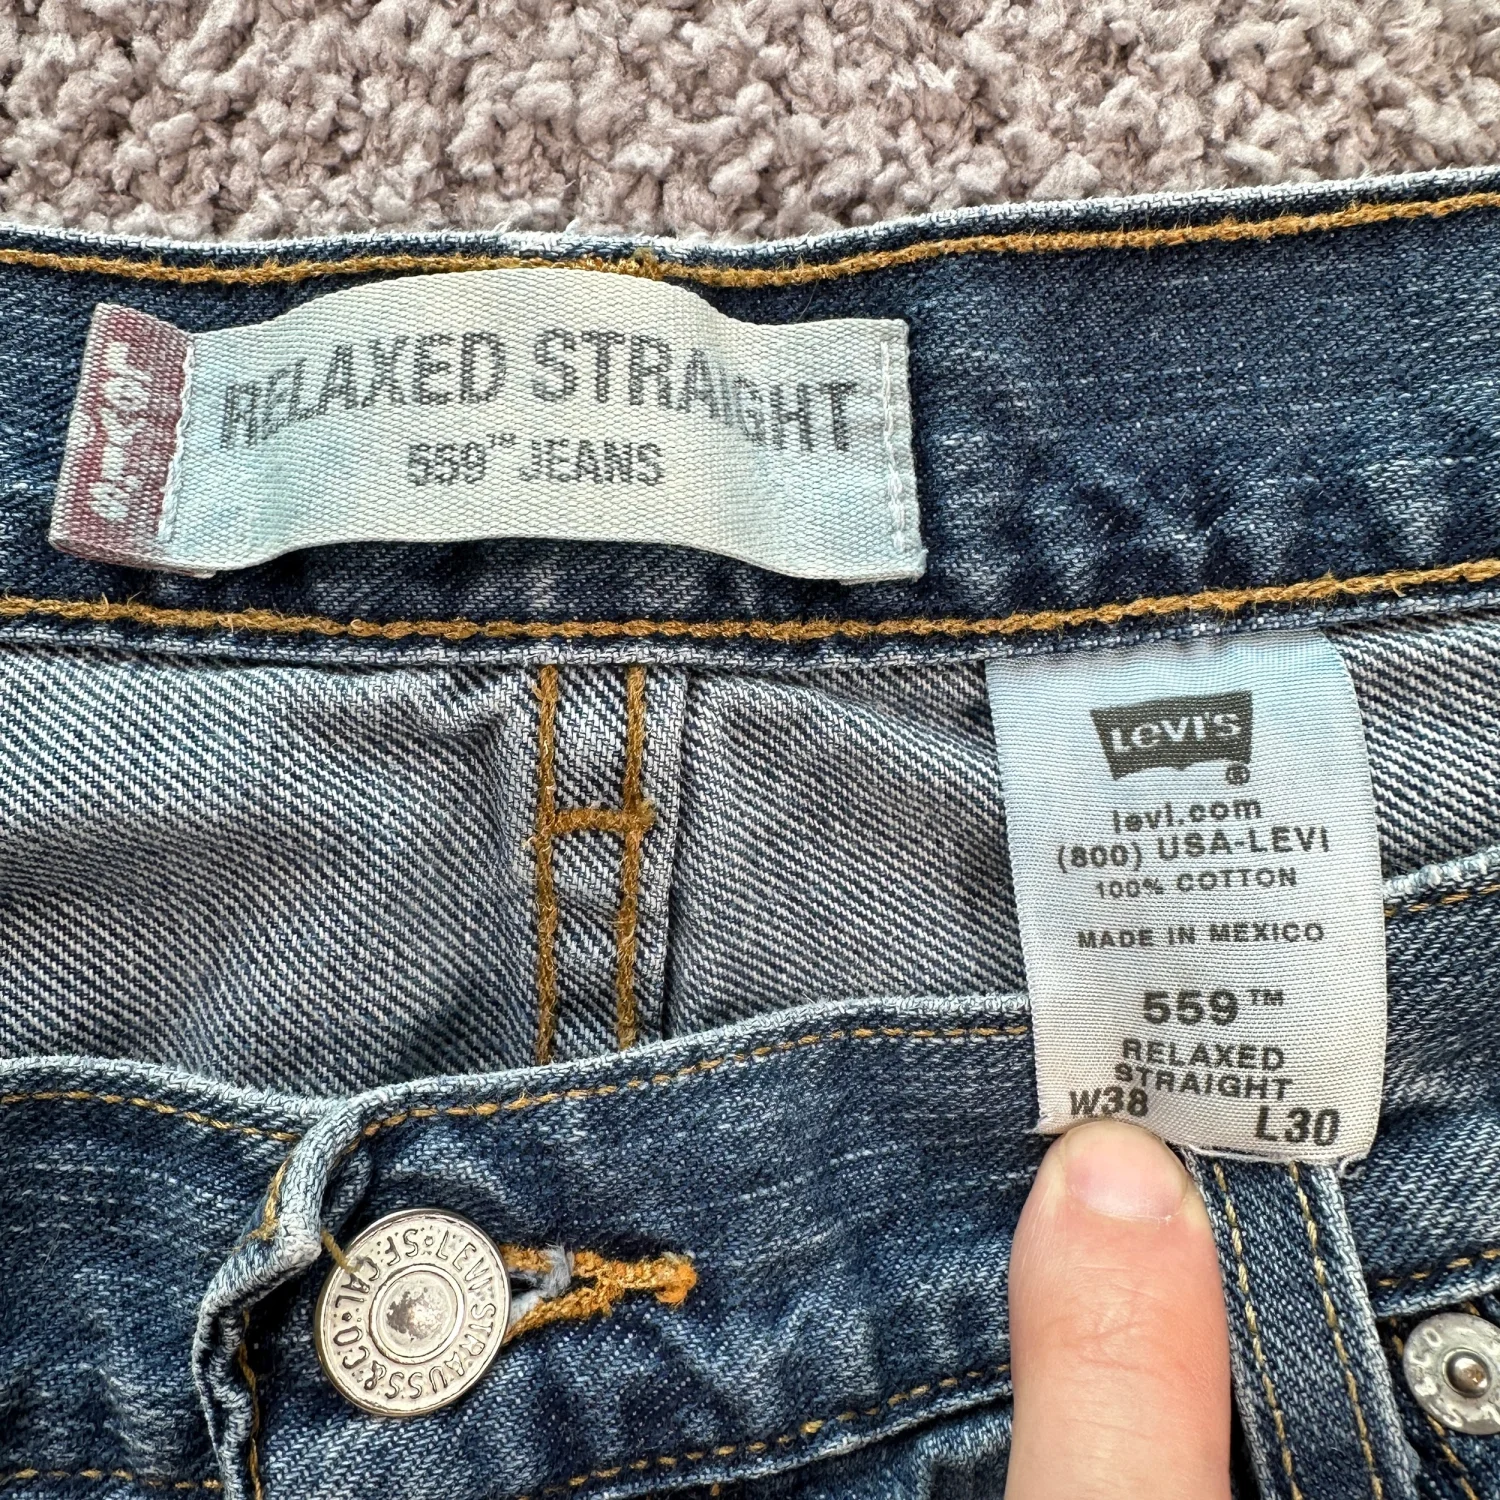 LEVI'S
RELAXED STRAIGHT
559™ JEANS
LEVI'S®
levi.com
(800) USA-LEVI
100% COTTON
MADE IN MEXICO
559™
RELAXED
STRAIGHT
W38 L30
LEVI STRAUSS & CO. S.F. CAL.